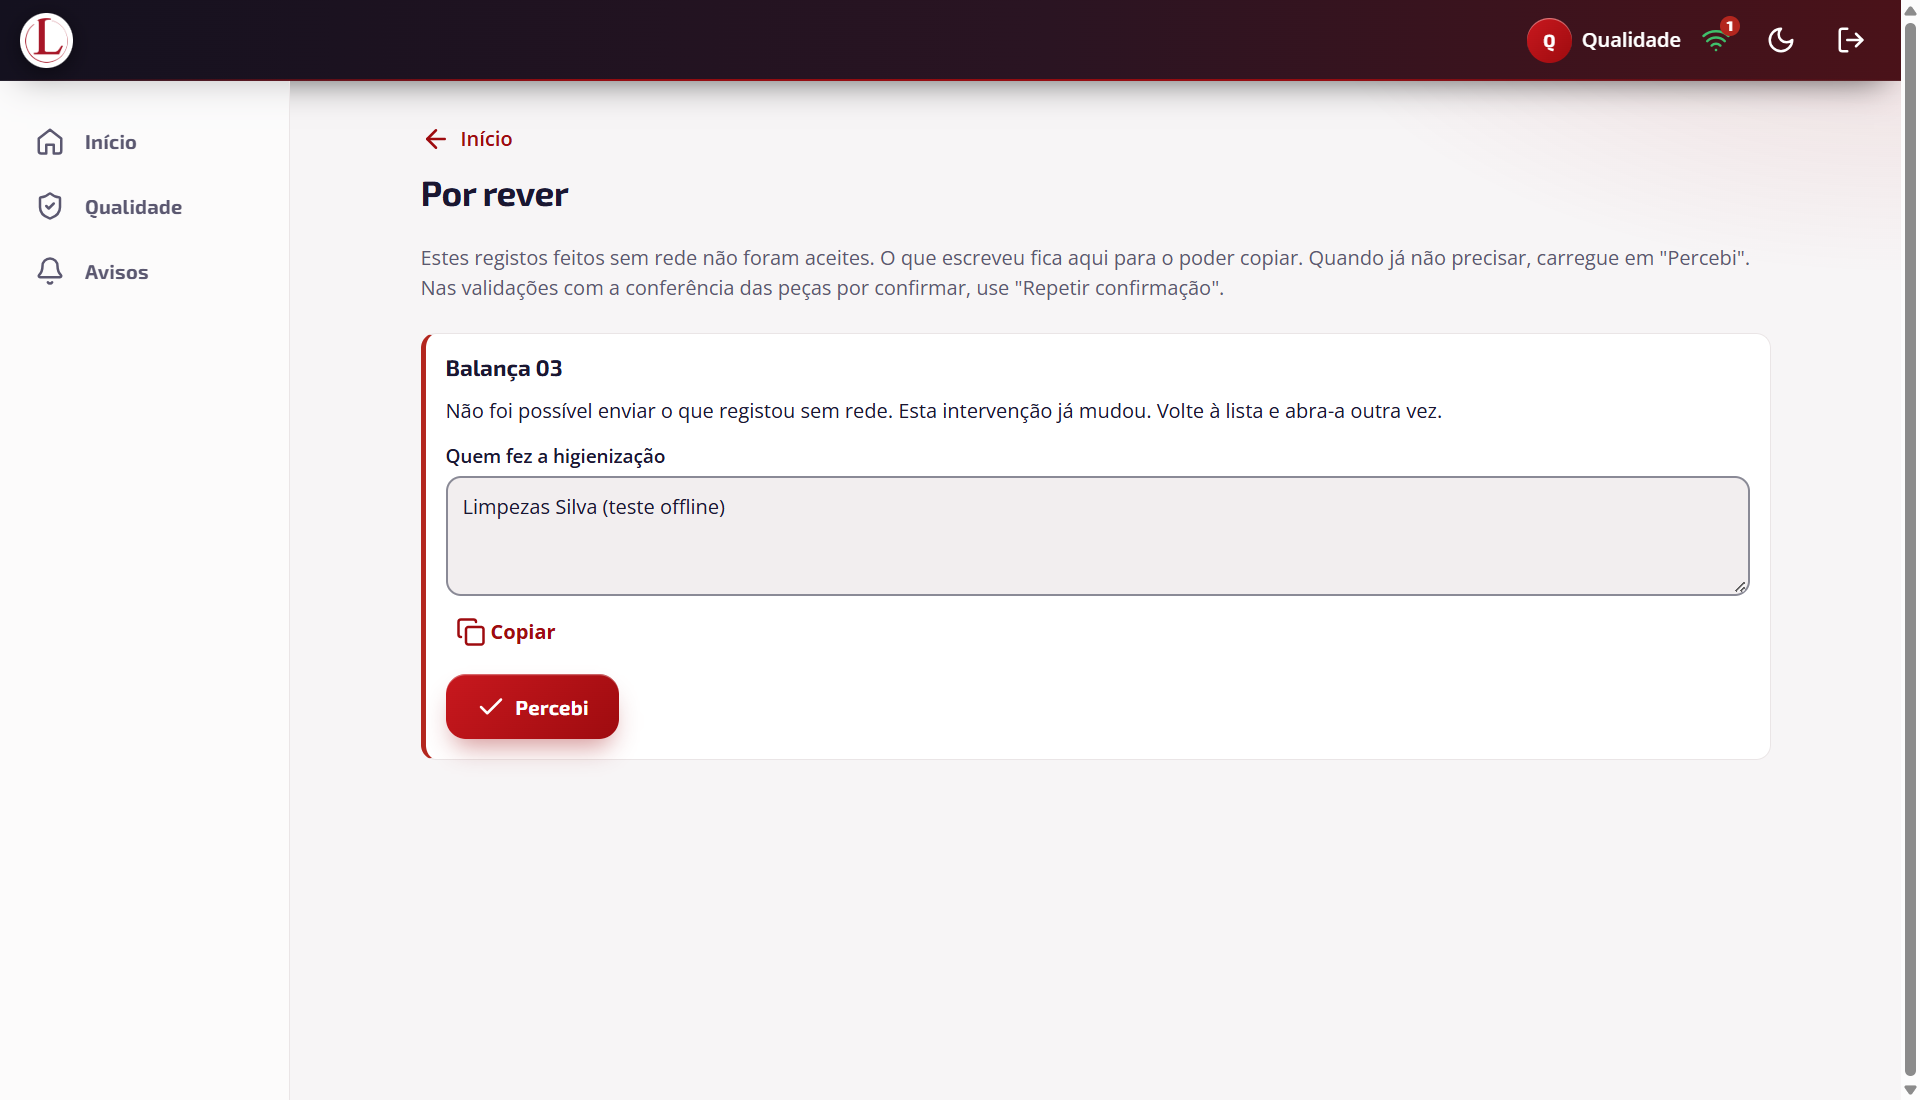 L
Q
Qualidade
1
Início
Qualidade
Avisos
Início
Por rever
Estes registos feitos sem rede não foram aceites. O que escreveu fica aqui para o poder copiar. Quando já não precisar, carregue em "Percebi".
Nas validações com a conferência das peças por confirmar, use "Repetir confirmação".
Balança 03
Não foi possível enviar o que registou sem rede. Esta intervenção já mudou. Volte à lista e abra-a outra vez.
Quem fez a higienização
Limpezas Silva (teste offline)
Copiar
Percebi